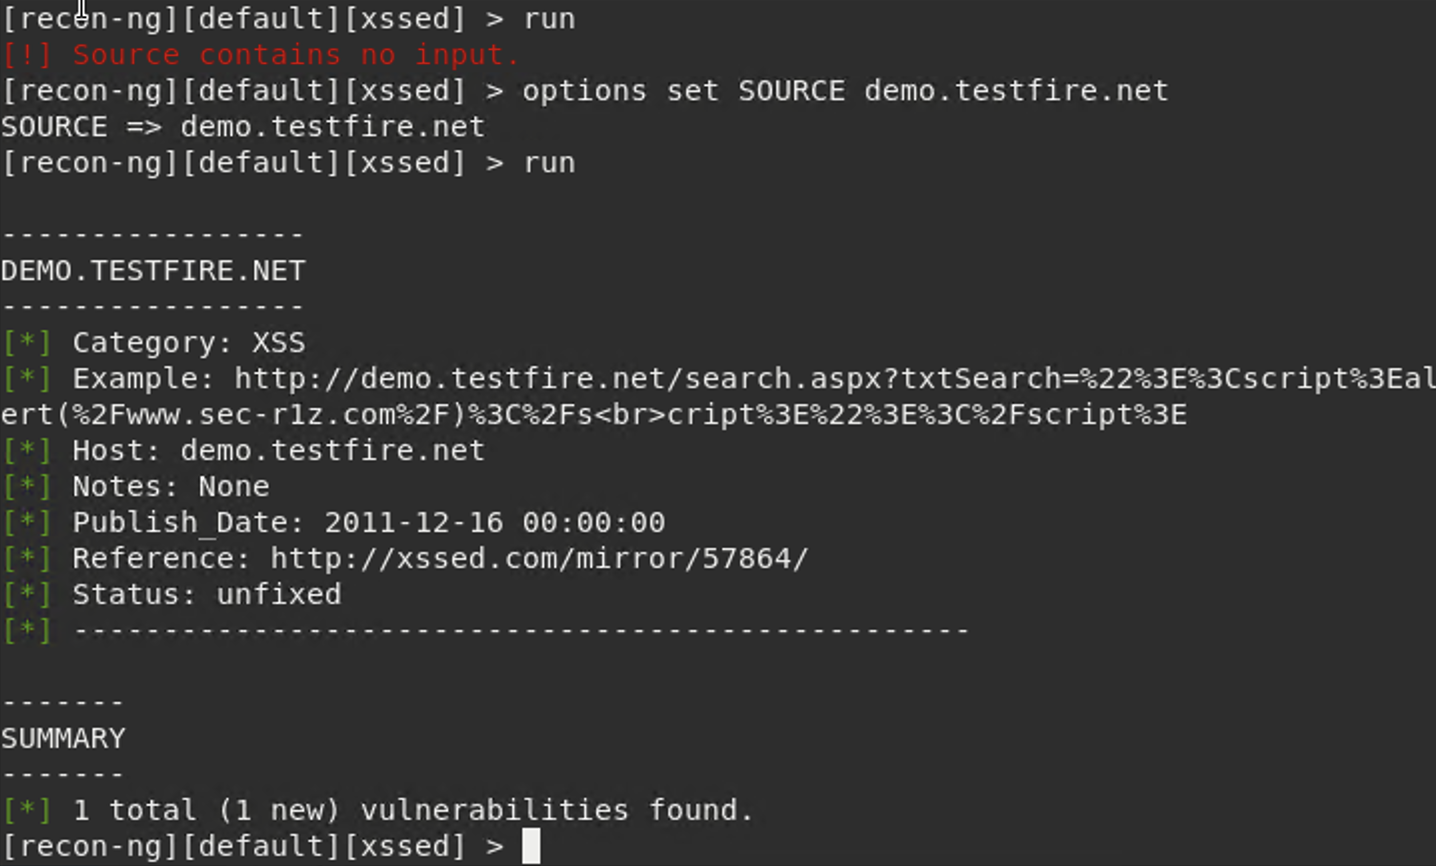 [recon-ng][default][xssed] > run
[!] Source contains no input.
[recon-ng][default][xssed] > options set SOURCE demo.testfire.net
SOURCE => demo.testfire.net
[recon-ng][default][xssed] > run
-----------------
DEMO.TESTFIRE.NET
-----------------
[*] Category: XSS
[*] Example: http://demo.testfire.net/search.aspx?txtSearch=%22%3E%3Cscript%3Eal
ert(%2Fwww.sec-r1z.com%2F)%3C%2Fs<br>cript%3E%22%3E%3C%2Fscript%3E
[*] Host: demo.testfire.net
[*] Notes: None
[*] Publish_Date: 2011-12-16 00:00:00
[*] Reference: http://xssed.com/mirror/57864/
[*] Status: unfixed
[*] --------------------------------------------------
-------
SUMMARY
-------
[*] 1 total (1 new) vulnerabilities found.
[recon-ng][default][xssed] >